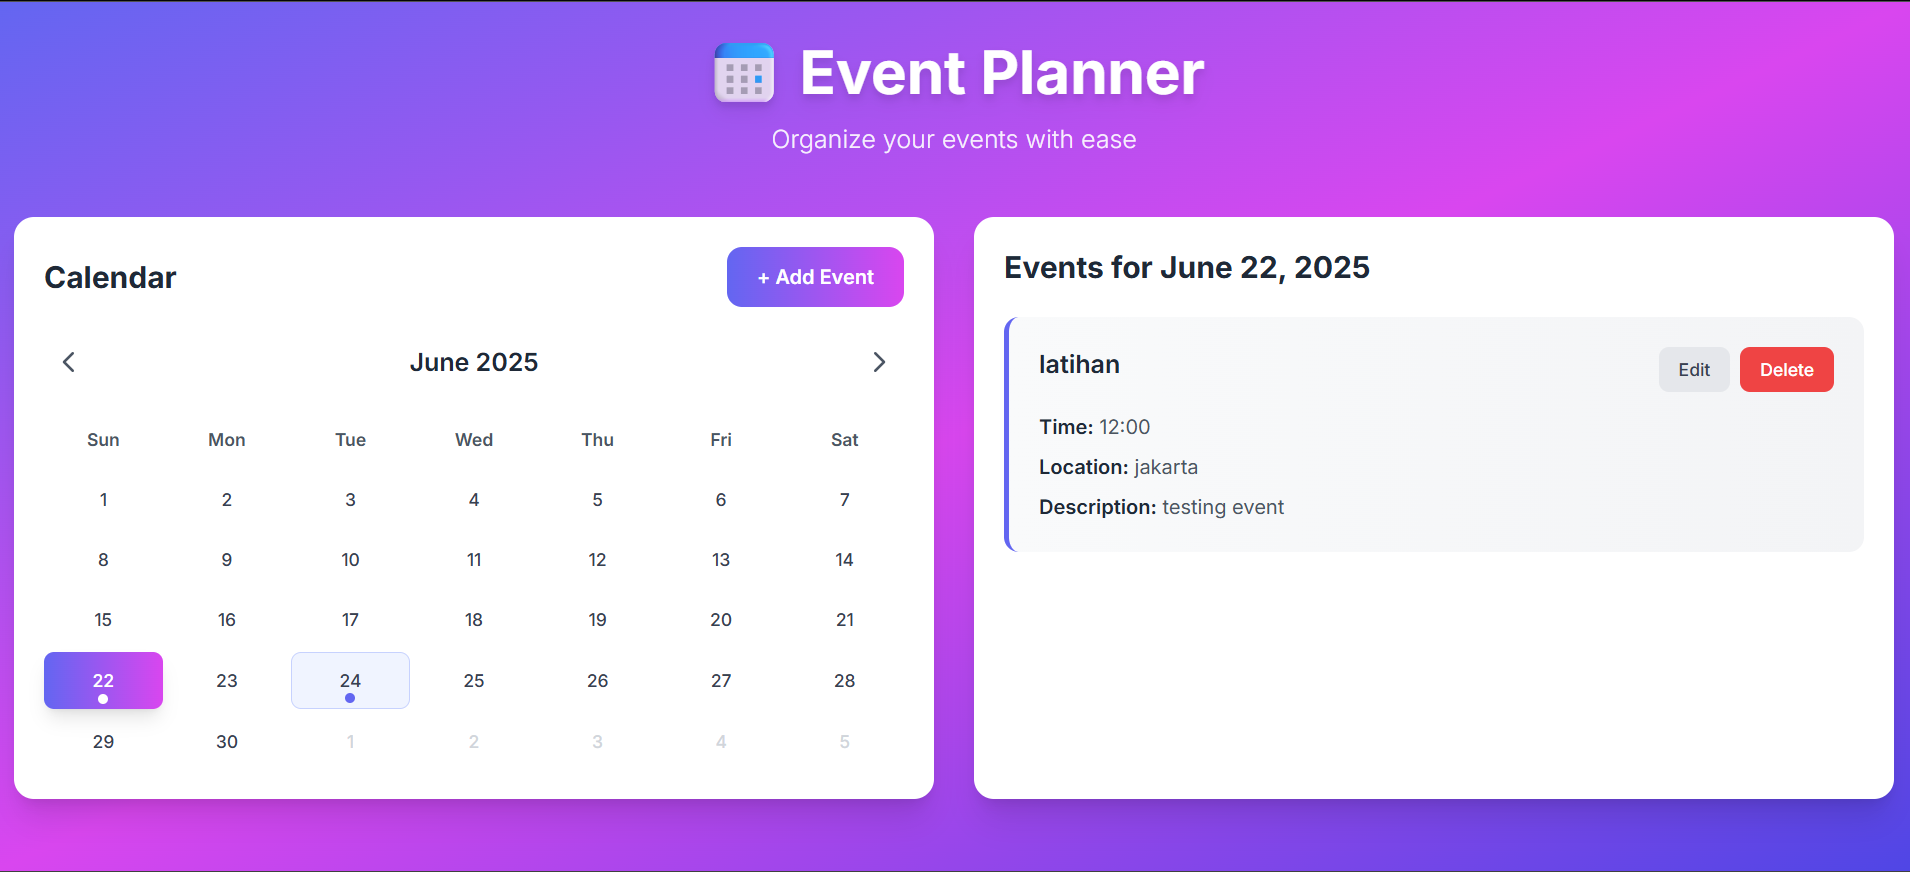 Event Planner
Organize your events with ease
Calendar
+ Add Event
June 2025
Sun Mon Tue Wed Thu Fri Sat
1 2 3 4 5 6 7
8 9 10 11 12 13 14
15 16 17 18 19 20 21
22 23 24 25 26 27 28
29 30 1 2 3 4 5
Events for June 22, 2025
latihan
Edit Delete
Time: 12:00
Location: jakarta
Description: testing event